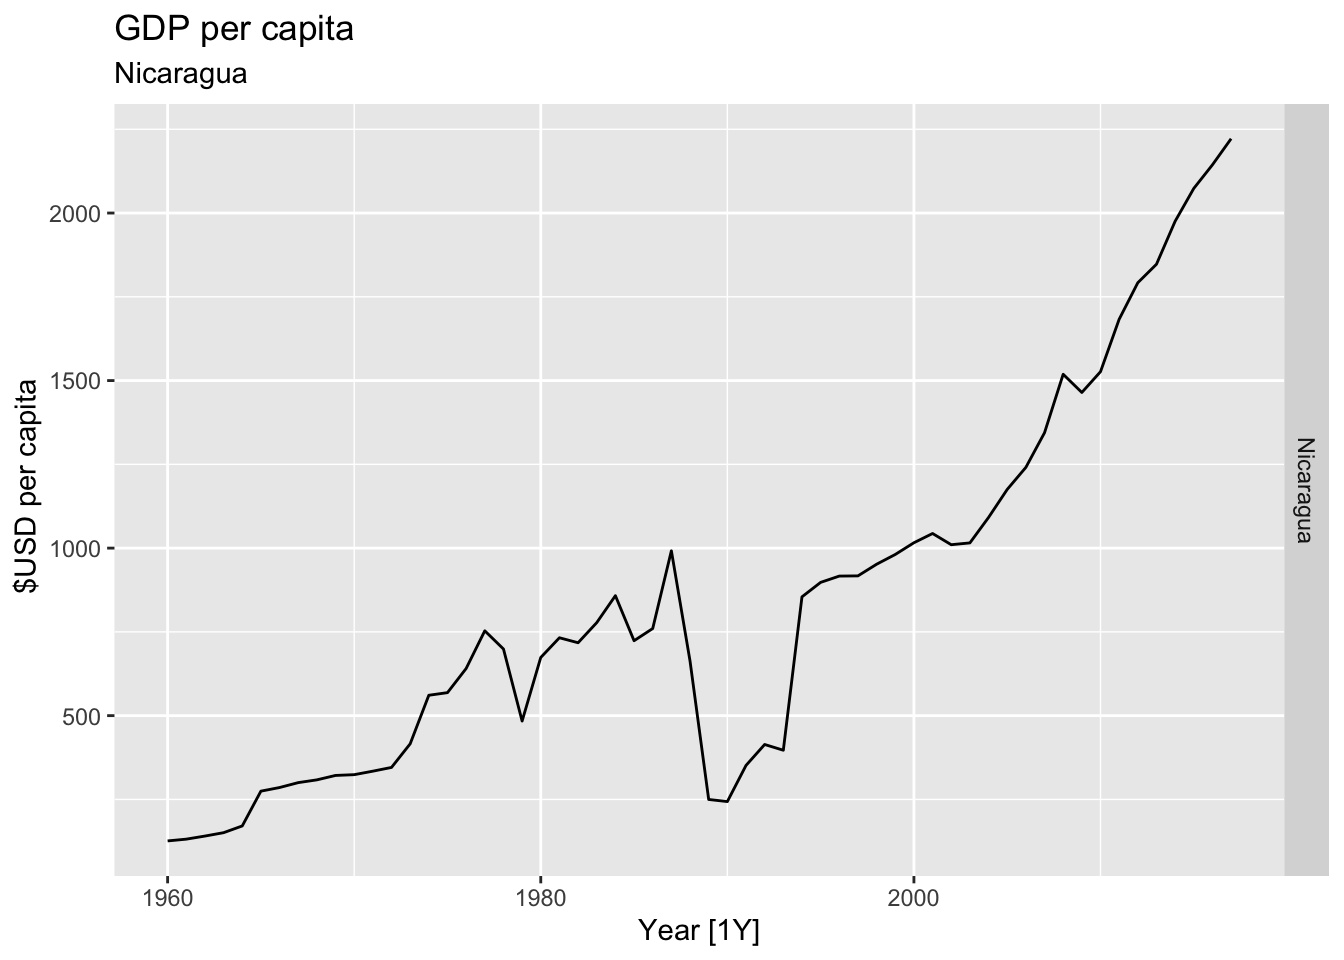 GDP per capita
Nicaragua
$USD per capita
2000
1500
1000
500
Nicaragua
1960
1980
2000
Year [1Y]